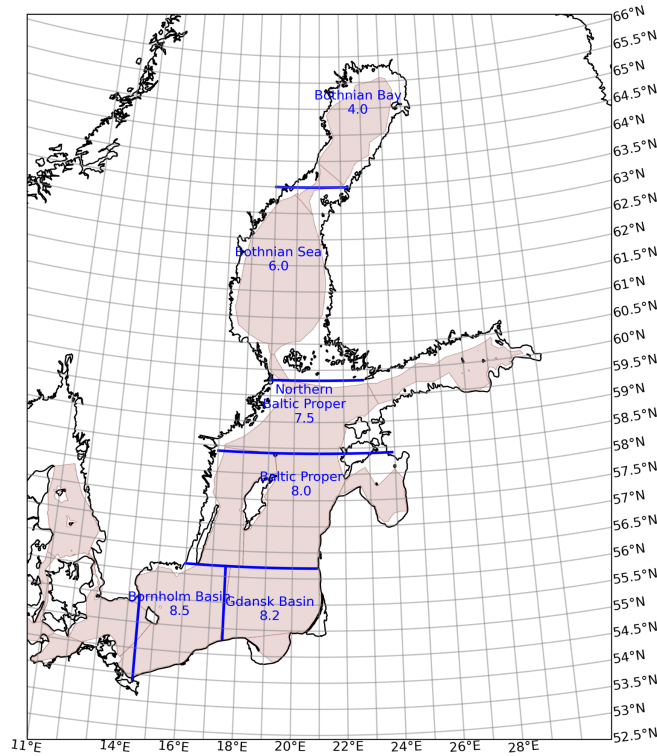 66°N
65.5°N
65°N
64.5°N
64°N
63.5°N
63°N
62.5°N
62°N
61.5°N
61°N
60.5°N
60°N
59.5°N
59°N
58.5°N
58°N
57.5°N
57°N
56.5°N
56°N
55.5°N
55°N
54.5°N
54°N
53.5°N
53°N
52.5°N
Bothnian Bay
4.0
Bothnian Sea
6.0
Northern
Baltic Proper
7.5
Baltic Proper
8.0
Bornholm Basin
8.5
Gdansk Basin
8.2
11°E
14°E
16°E
18°E
20°E
22°E
24°E
26°E
28°E